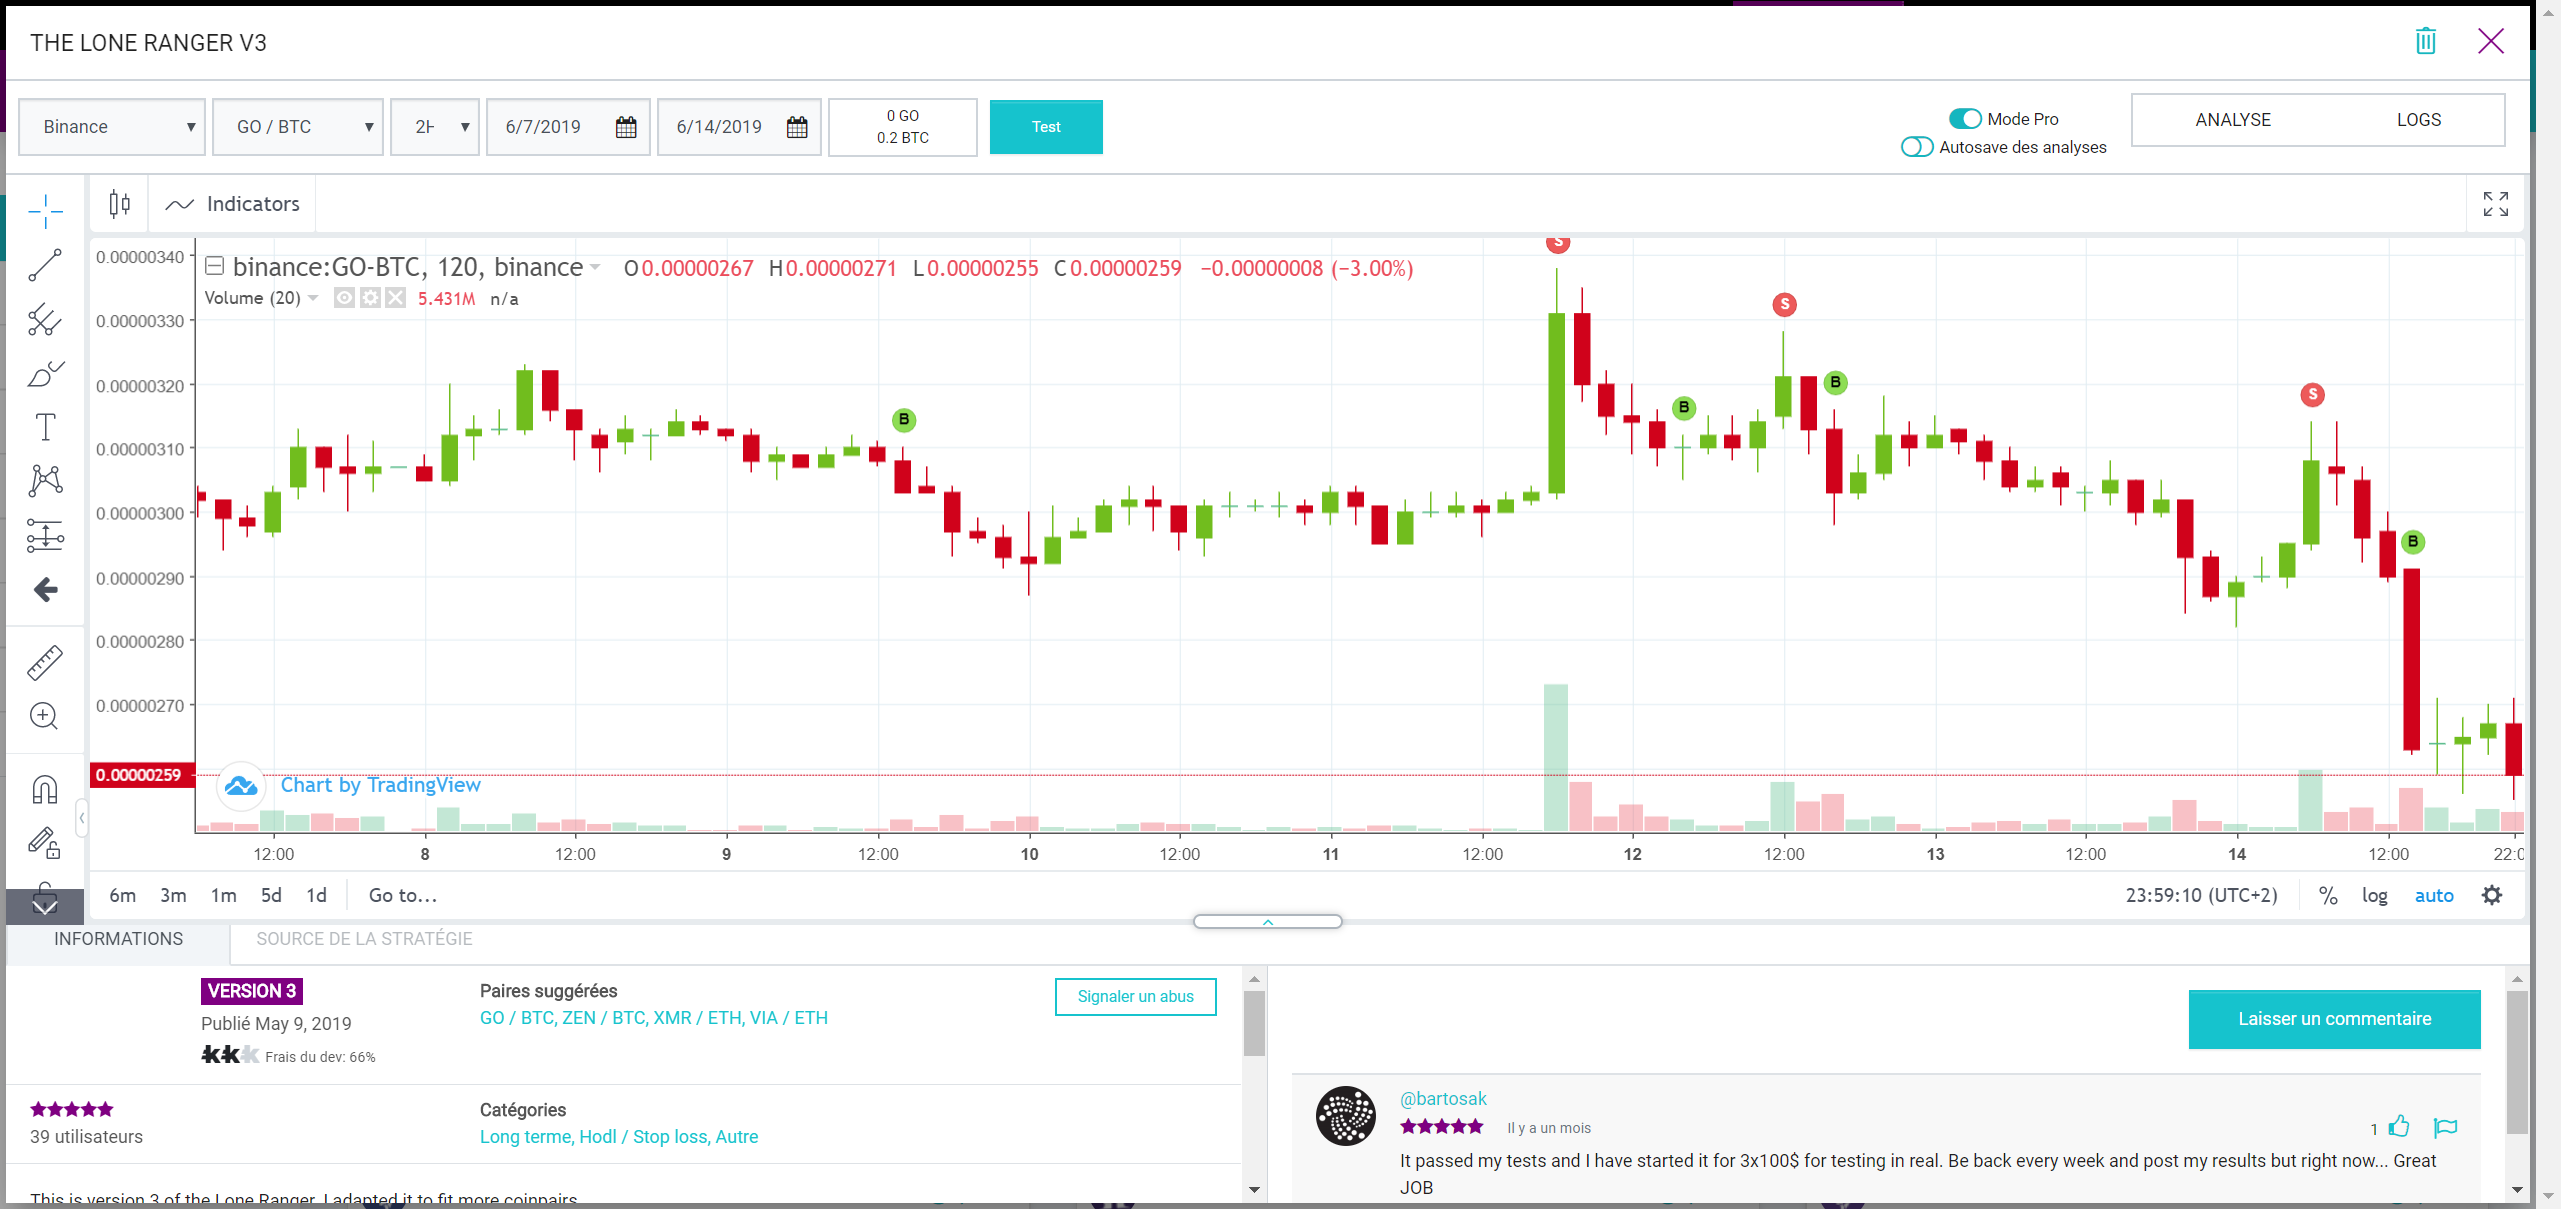 THE LONE RANGER V3
Binance
GO / BTC
6/7/2019
6/14/2019
0 GO
0.2 BTC
Test
Mode Pro
Autosave des analyses
ANALYSE
LOGS
Indicators
binance:GO-BTC, 120, binance O0.00000267 H0.00000271 L0.00000255 C0.00000259 −0.00000008 (−3.00%)
Volume (20) 5.431M n/a
0.00000340
0.00000330
0.00000320
0.00000310
0.00000300
0.00000290
0.00000280
0.00000270
0.00000259
S
S
B
B
S
B
B
Chart by TradingView
12:00 8 12:00 9 12:00 10 12:00 11 12:00 12 12:00 13 12:00 14 12:00
6m 3m 1m 5d 1d Go to...
23:59:10 (UTC+2) % log auto
INFORMATIONS
SOURCE DE LA STRATÉGIE
VERSION 3
Publié May 9, 2019
Frais du dev: 66%
Paires suggérées
GO / BTC, ZEN / BTC, XMR / ETH, VIA / ETH
Signaler un abus
39 utilisateurs
Catégories
Long terme, Hodl / Stop loss, Autre
This is version 3 of the Lone Ranger. I adapted it to fit more coinpairs
Laisser un commentaire
@bartosak
Il y a un mois
1
It passed my tests and I have started it for 3x100$ for testing in real. Be back every week and post my results but right now... Great
JOB